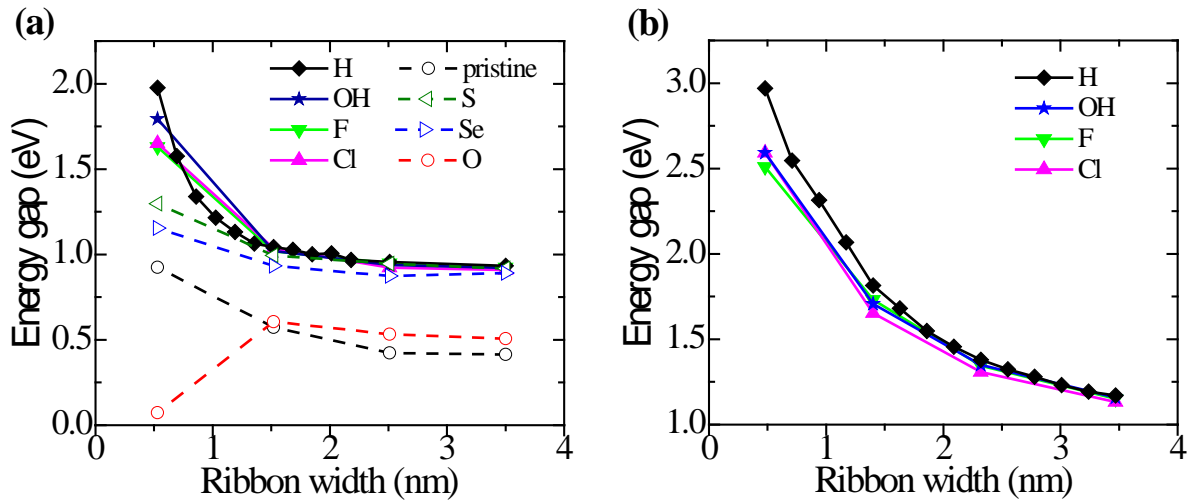 (a)
Energy gap (eV)
2.0
1.5
1.0
0.5
0.0
H
OH
F
Cl
pristine
S
Se
O
0 1 2 3 4
Ribbon width (nm)
(b)
Energy gap (eV)
3.0
2.5
2.0
1.5
1.0
H
OH
F
Cl
0 1 2 3 4
Ribbon width (nm)